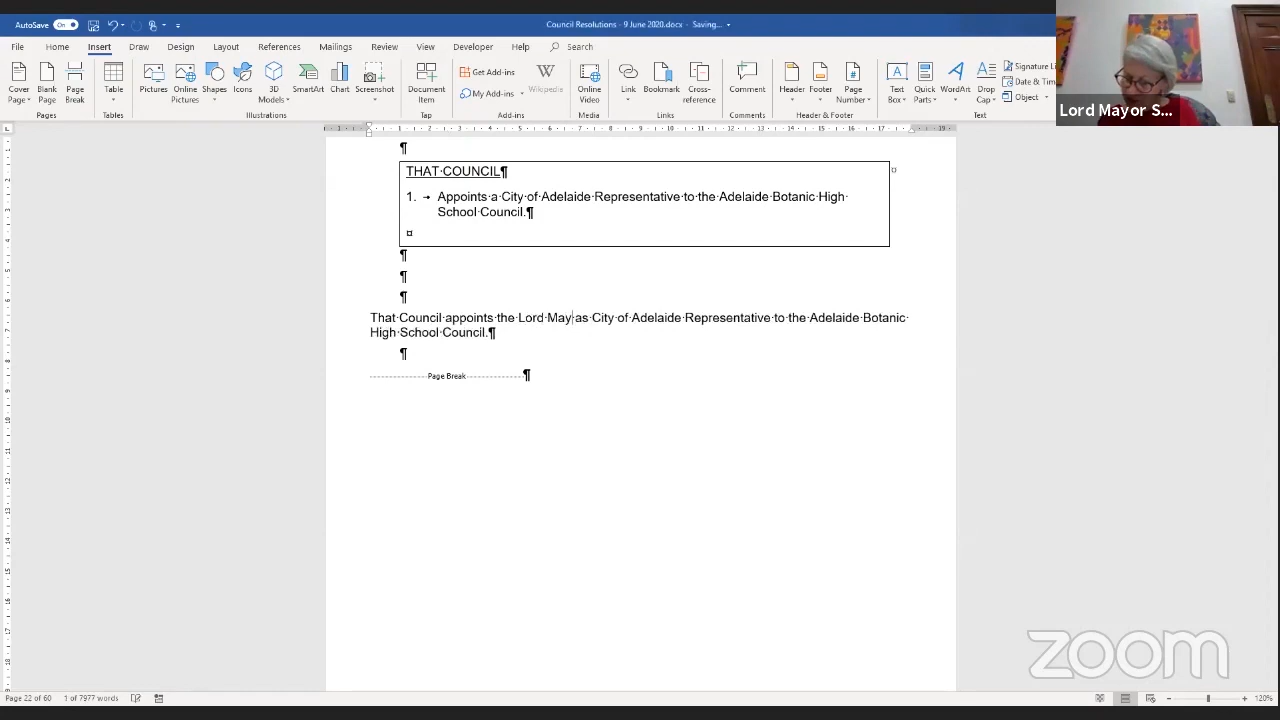 AutoSave On
Council Resolutions - 9 June 2020.docx - Saving...
File Home Insert Draw Design Layout References Mailings Review View Developer Help Search
Cover Page
Blank Page
Page Break
Table
Pictures
Online Pictures
Shapes
Icons
3D Models
SmartArt
Chart
Screenshot
Document Item
Get Add-ins
My Add-ins
Wikipedia
Online Video
Link
Bookmark
Cross-reference
Comment
Header
Footer
Page Number
Text Box
Quick Parts
WordArt
Drop Cap
Signature Li
Date & Tim
Object
Pages Tables Illustrations Tap Add-ins Media Links Comments Header & Footer Text
Lord Mayor S...
THAT COUNCIL
1. Appoints a City of Adelaide Representative to the Adelaide Botanic High
School Council.
That Council appoints the Lord May as City of Adelaide Representative to the Adelaide Botanic
High School Council.
Page Break
zoom
Page 22 of 60 1 of 7977 words 120%